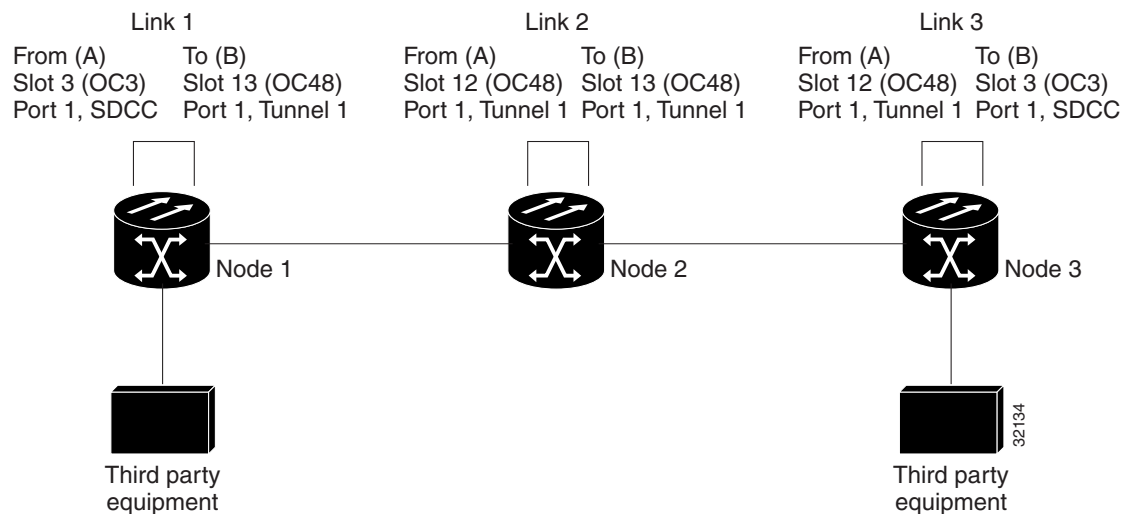 Link 1
From (A) To (B)
Slot 3 (OC3) Slot 13 (OC48)
Port 1, SDCC Port 1, Tunnel 1
Link 2
From (A) To (B)
Slot 12 (OC48) Slot 13 (OC48)
Port 1, Tunnel 1 Port 1, Tunnel 1
Link 3
From (A) To (B)
Slot 12 (OC48) Slot 3 (OC3)
Port 1, Tunnel 1 Port 1, SDCC
Node 1
Node 2
Node 3
Third party
equipment
Third party
equipment
32134